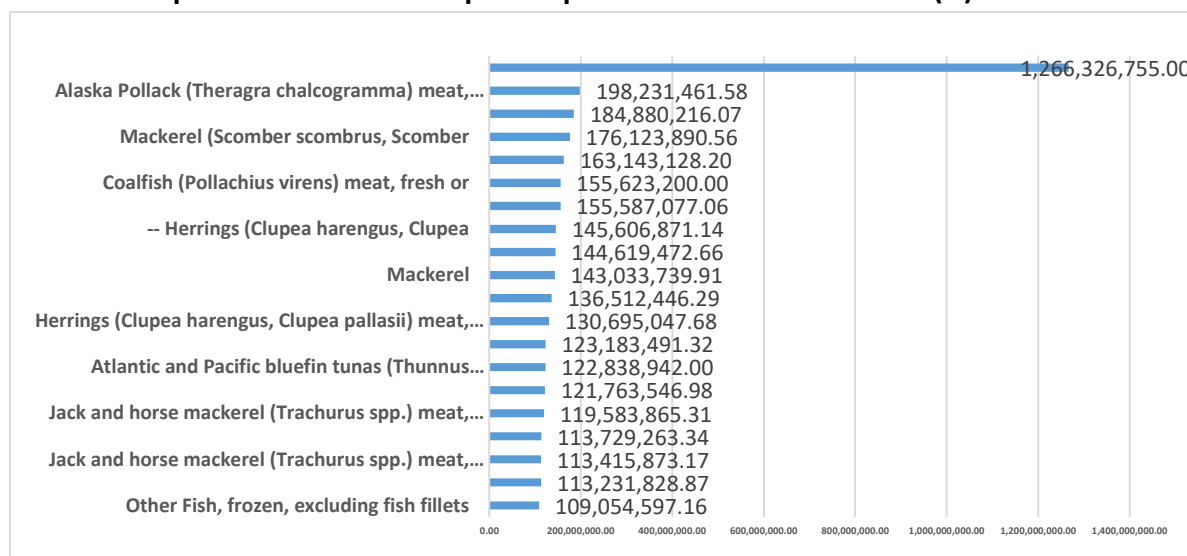 1,266,326,755.00
Alaska Pollack (Theragra chalcogramma) meat,... 198,231,461.58
184,880,216.07
Mackerel (Scomber scombrus, Scomber 176,123,890.56
163,143,128.20
Coalfish (Pollachius virens) meat, fresh or 155,623,200.00
155,587,077.06
-- Herrings (Clupea harengus, Clupea 145,606,871.14
144,619,472.66
Mackerel 143,033,739.91
136,512,446.29
Herrings (Clupea harengus, Clupea pallasii) meat,... 130,695,047.68
123,183,491.32
Atlantic and Pacific bluefin tunas (Thunnus... 122,838,942.00
121,763,546.98
Jack and horse mackerel (Trachurus spp.) meat,... 119,583,865.31
113,729,263.34
Jack and horse mackerel (Trachurus spp.) meat,... 113,415,873.17
113,231,828.87
Other Fish, frozen, excluding fish fillets 109,054,597.16
0.00 200,000,000.00 400,000,000.00 600,000,000.00 800,000,000.00 1,000,000,000.00 1,200,000,000.00 1,400,000,000.00